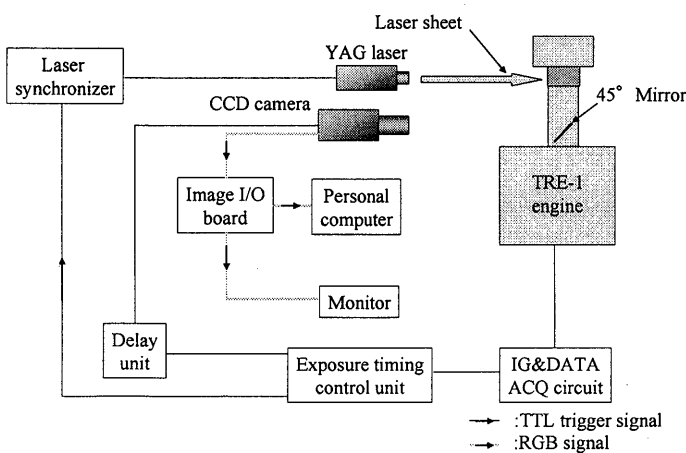 Laser sheet
YAG laser
Laser
synchronizer
CCD camera
45° Mirror
Image I/O
board
Personal
computer
TRE-1
engine
Monitor
Delay
unit
Exposure timing
control unit
IG&DATA
ACQ circuit
:TTL trigger signal
:RGB signal